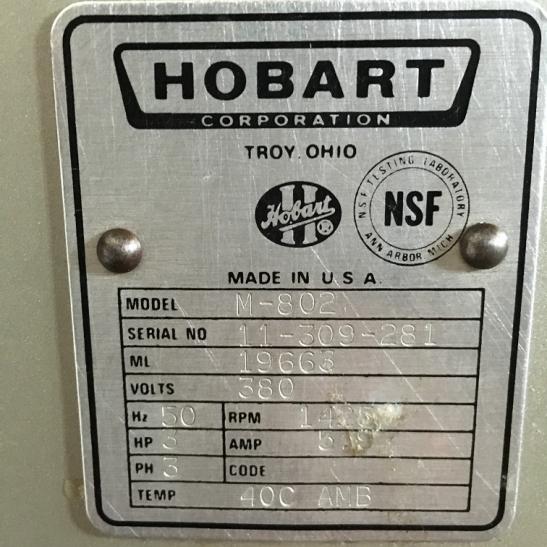 HOBART
CORPORATION
TROY, OHIO
H
Hobart
®
N.S.F. TESTING LABORATORY
NSF
ANN ARBOR MICH
MADE IN U.S.A.
MODEL M-802
SERIAL NO 11-309-281
ML 19663
VOLTS 380
Hz 50 RPM
HP 3 AMP
PH 3 CODE
TEMP 40C AMB